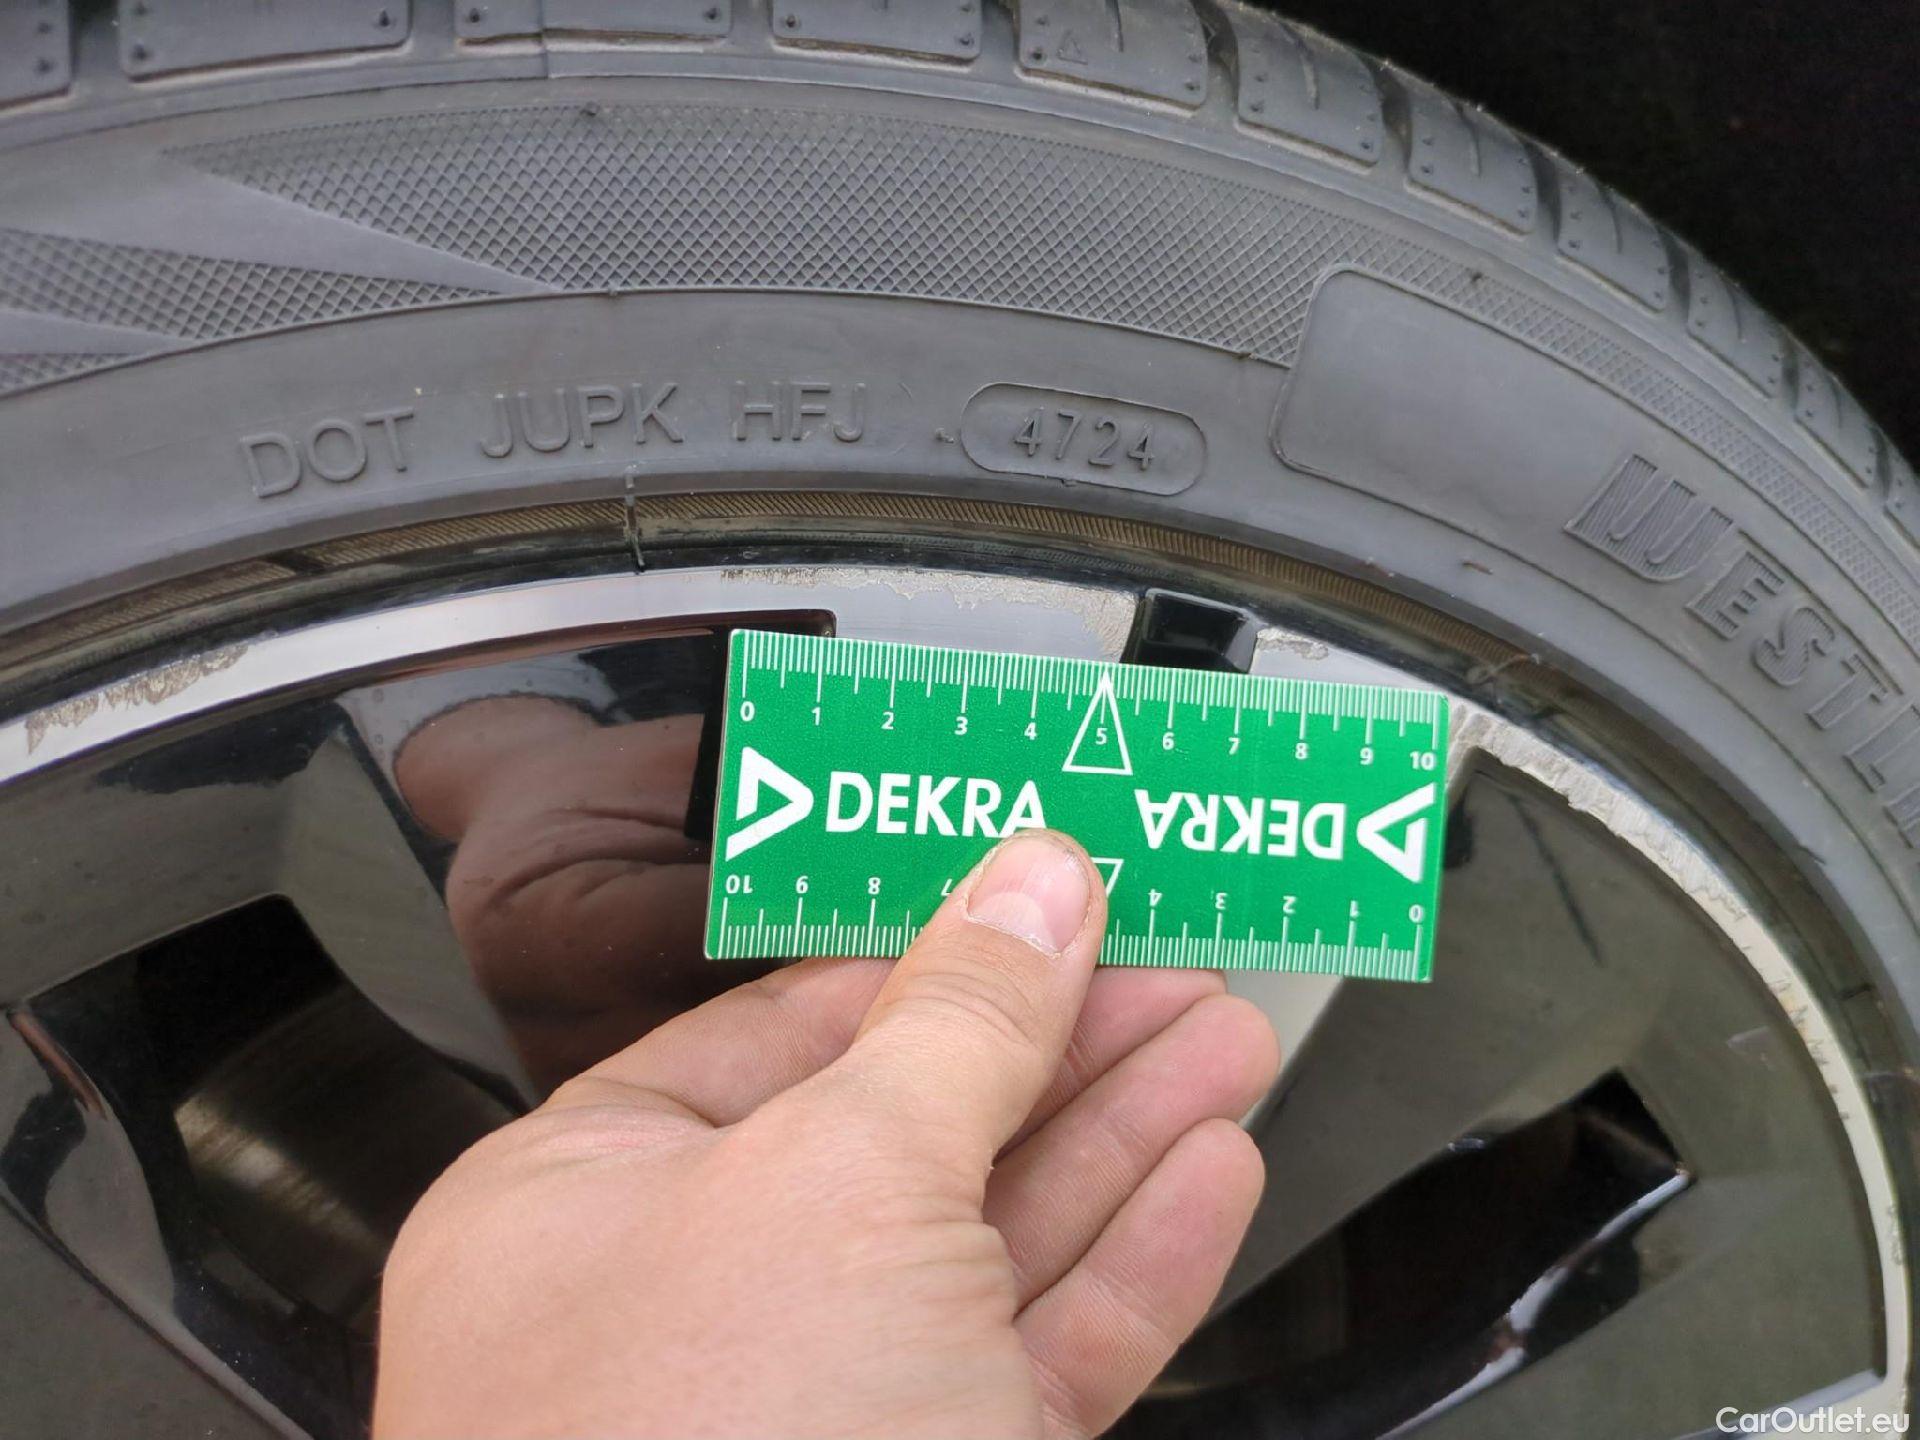 DOT JUPK HFJ 4724
WESTL
0 1 2 3 4 5 6 7 8 9 10
DEKRA DEKRA
10 9 8 7 4 3 2 1 0
CarOutlet.eu